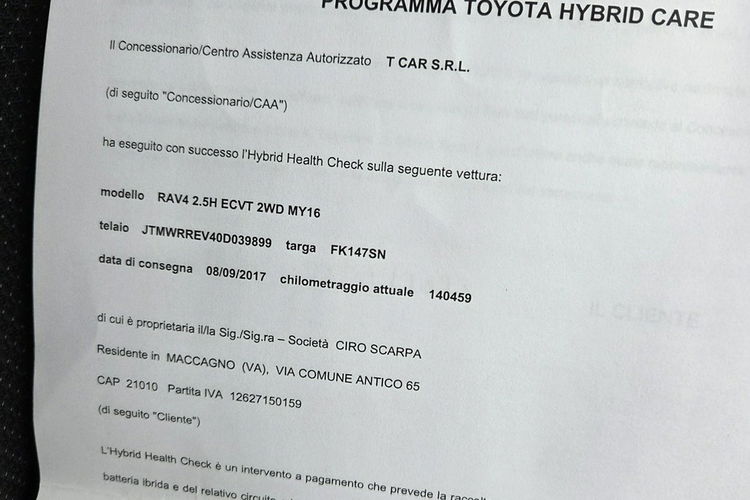 PROGRAMMA TOYOTA HYBRID CARE
Il Concessionario/Centro Assistenza Autorizzato T CAR S.R.L.
(di seguito "Concessionario/CAA")
ha eseguito con successo l'Hybrid Health Check sulla seguente vettura:
modello RAV4 2.5H ECVT 2WD MY16
telaio JTMWRREV40D039899 targa FK147SN
data di consegna 08/09/2017 chilometraggio attuale 140459
IL CLIENTE
di cui è proprietaria il/la Sig./Sig.ra – Società CIRO SCARPA
Residente in MACCAGNO (VA), VIA COMUNE ANTICO 65
CAP 21010 Partita IVA 12627150159
(di seguito "Cliente")
L'Hybrid Health Check è un intervento a pagamento che prevede la
batteria ibrida e del relativo